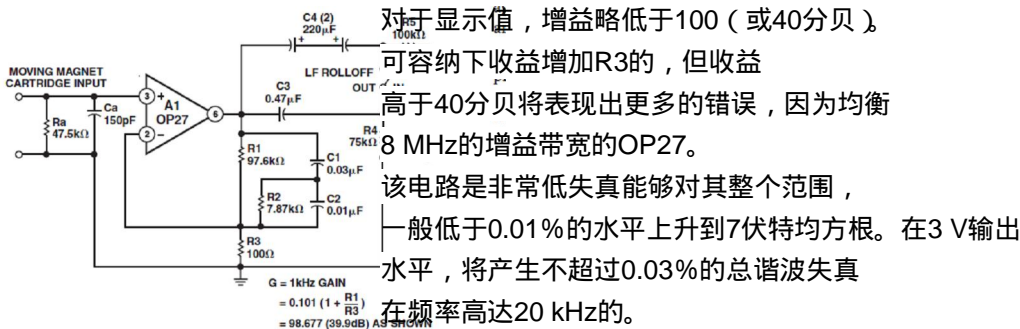 C4 (2)
220μF
R5
100kΩ
MOVING MAGNET
CARTRIDGE INPUT
LF ROLLOFF
OUT IN
C3
0.47μF
Ca
150pF
3
A1
OP27
6
2
Ra
47.5kΩ
R4
75kΩ
R1
97.6kΩ
C1
0.03μF
R2
7.87kΩ
C2
0.01μF
R3
100Ω
G = 1kHz GAIN
= 0.101 (1 + R1/R3)
= 98.677 (39.9dB) AS SHOWN
对于显示值，增益略低于100（或40分贝）。
可容纳下收益增加R3的，但收益
高于40分贝将表现出更多的错误，因为均衡
8 MHz的增益带宽的OP27。
该电路是非常低失真能够对其整个范围，
一般低于0.01％的水平上升到7伏特均方根。在3 V输出
水平，将产生不超过0.03％的总谐波失真
在频率高达20 kHz的。